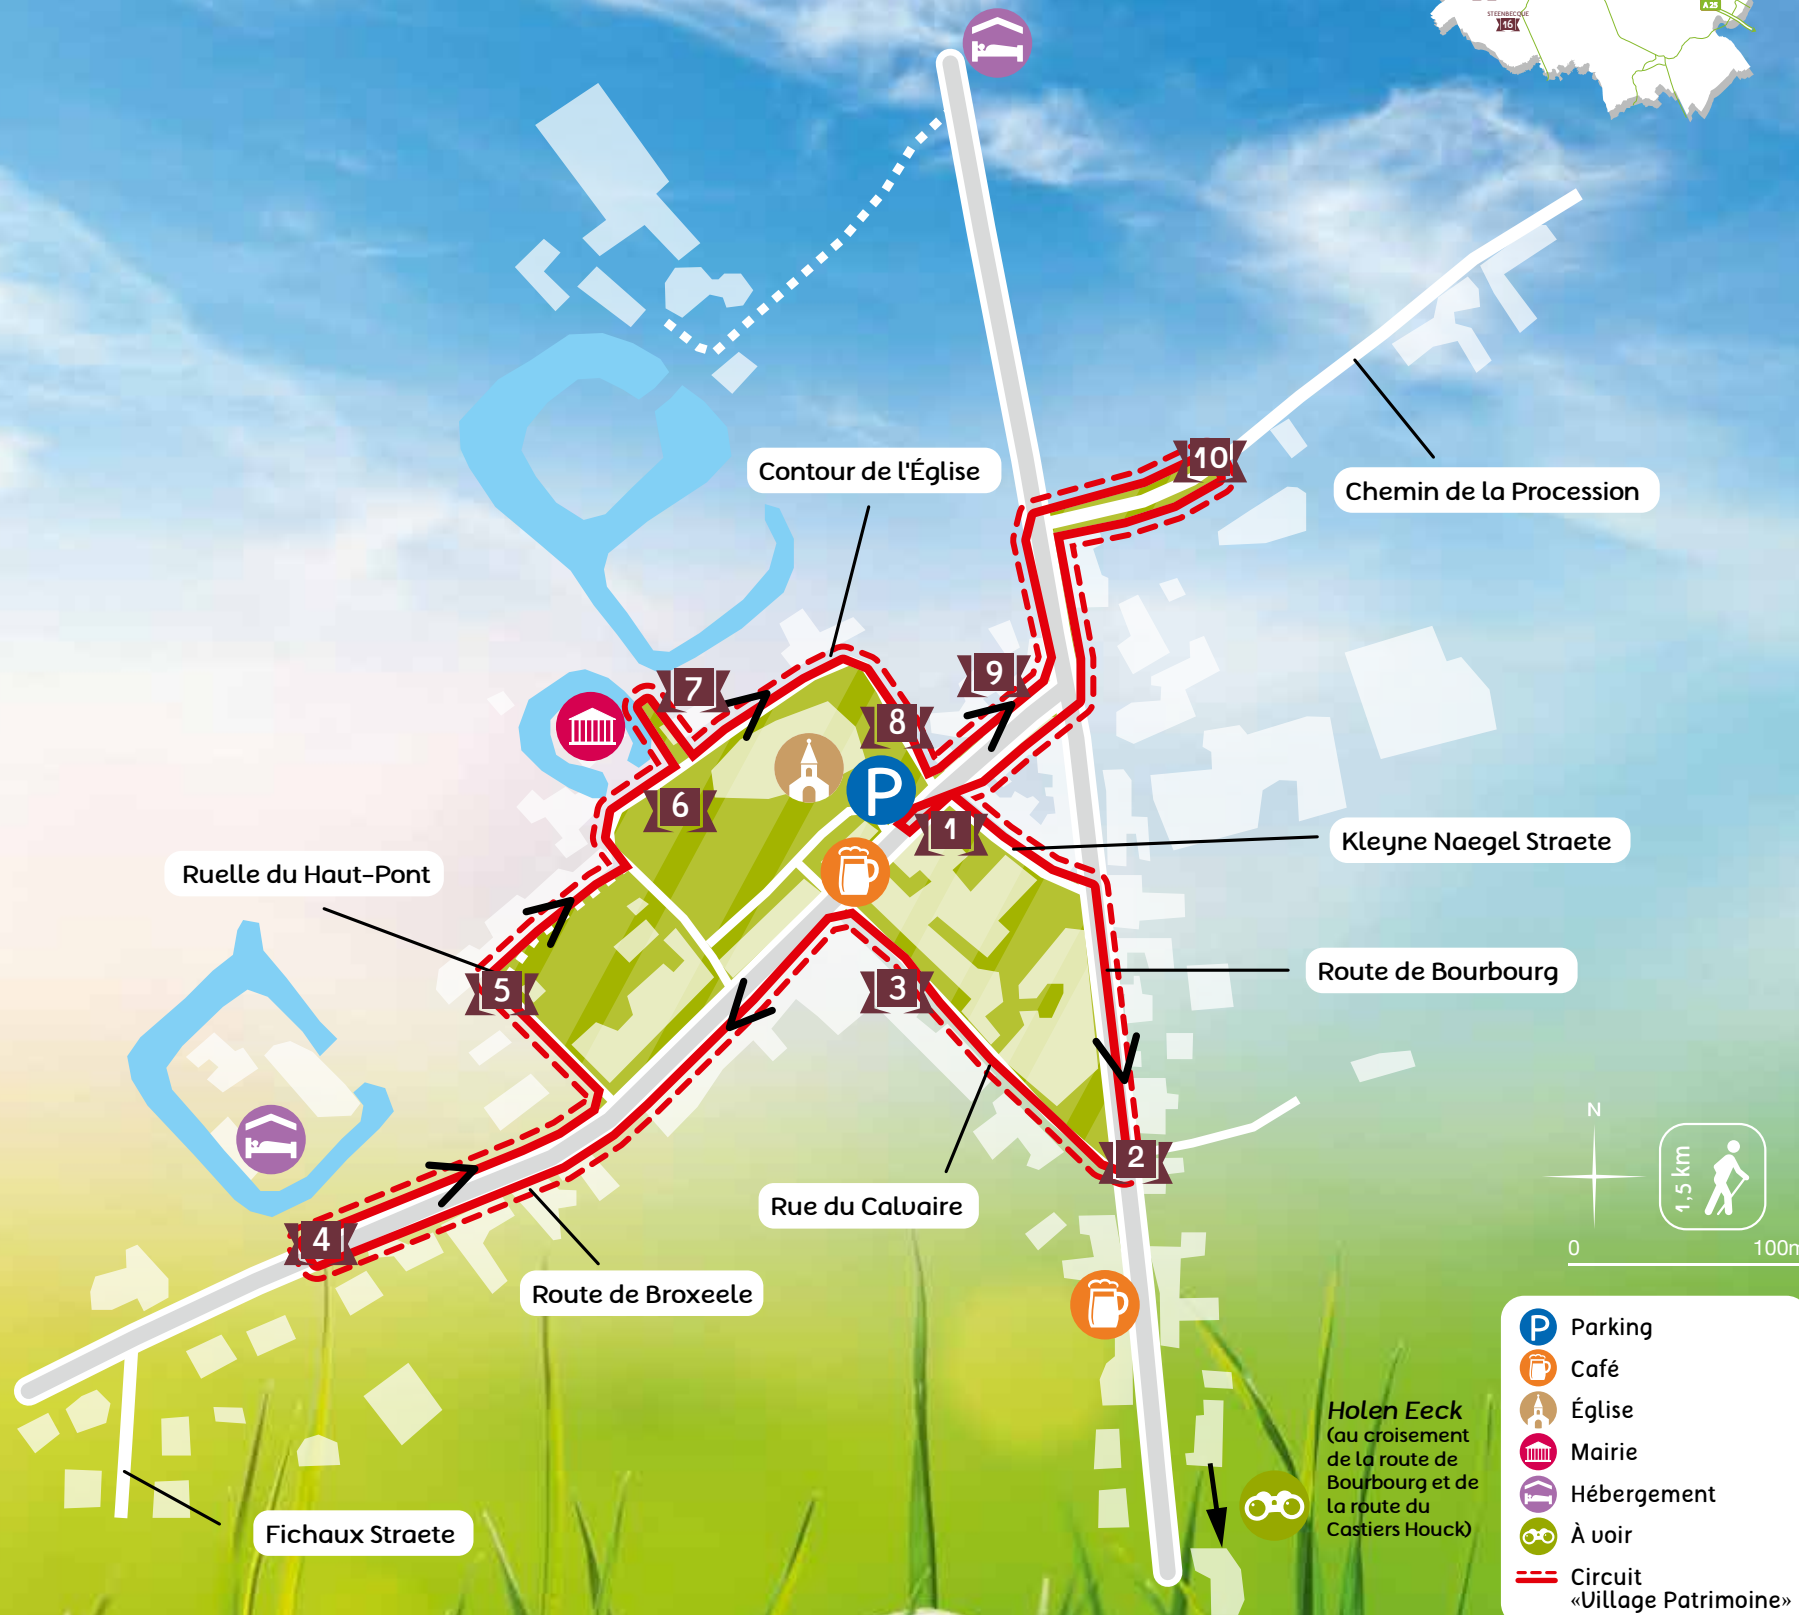 STEENBECQUE
16
A 25
Contour de l'Église
10
Chemin de la Procession
7
9
8
P
6
1
Kleyne Naegel Straete
Ruelle du Haut-Pont
5
3
Route de Bourbourg
2
Rue du Calvaire
4
Route de Broxeele
Fichaux Straete
N
1,5 km
0 100m
Holen Eeck
(au croisement
de la route de
Bourbourg et de
la route du
Castiers Houck)
P Parking
Café
Église
Mairie
Hébergement
À voir
Circuit
«Village Patrimoine»